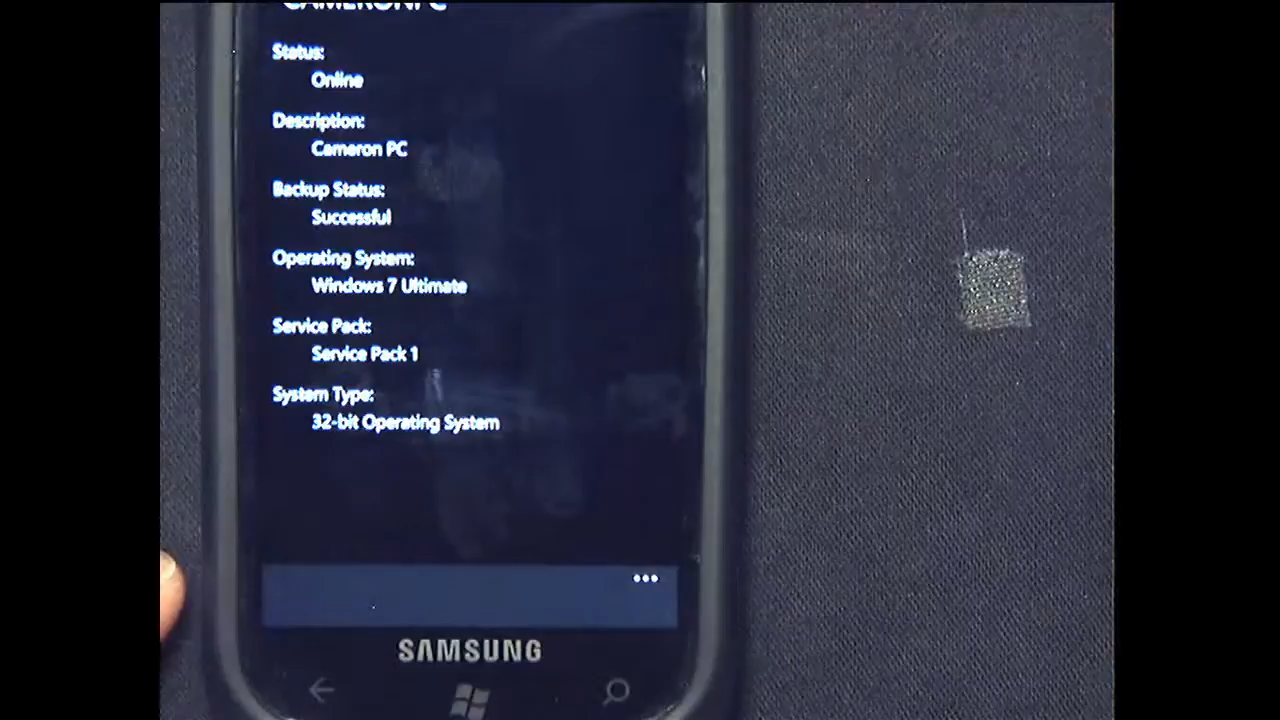 CAMERONPC
Status:
Online
Description:
Cameron PC
Backup Status:
Successful
Operating System:
Windows 7 Ultimate
Service Pack:
Service Pack 1
System Type:
32-bit Operating System
SAMSUNG